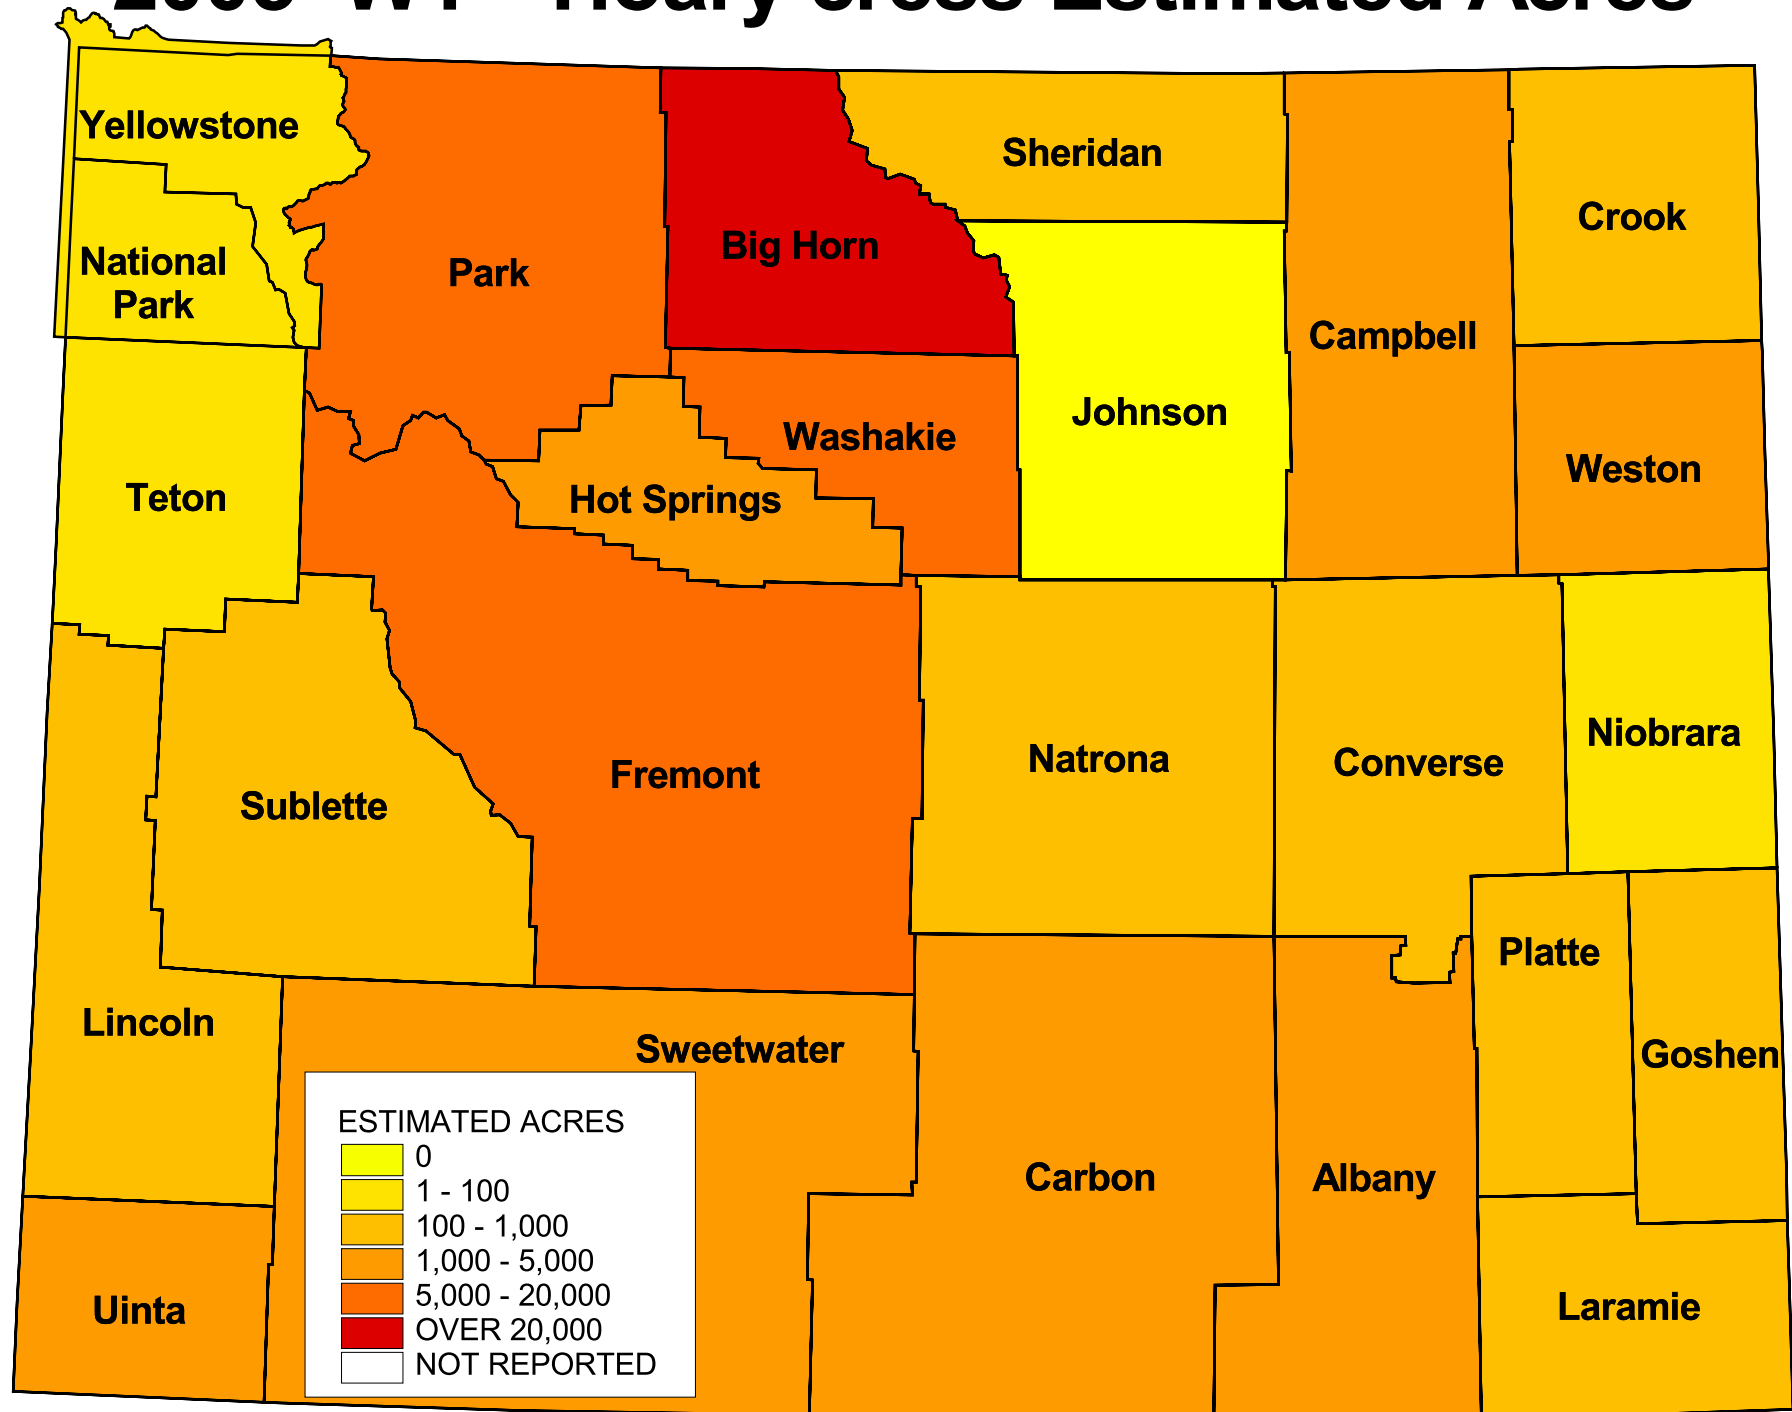 Estimated Acres
Yellowstone
National
Park
Park
Big Horn
Sheridan
Johnson
Campbell
Crook
Weston
Washakie
Hot Springs
Teton
Sublette
Fremont
Natrona
Converse
Niobrara
Platte
Goshen
Lincoln
Sweetwater
Carbon
Albany
Laramie
Uinta
ESTIMATED ACRES
0
1 - 100
100 - 1,000
1,000 - 5,000
5,000 - 20,000
OVER 20,000
NOT REPORTED